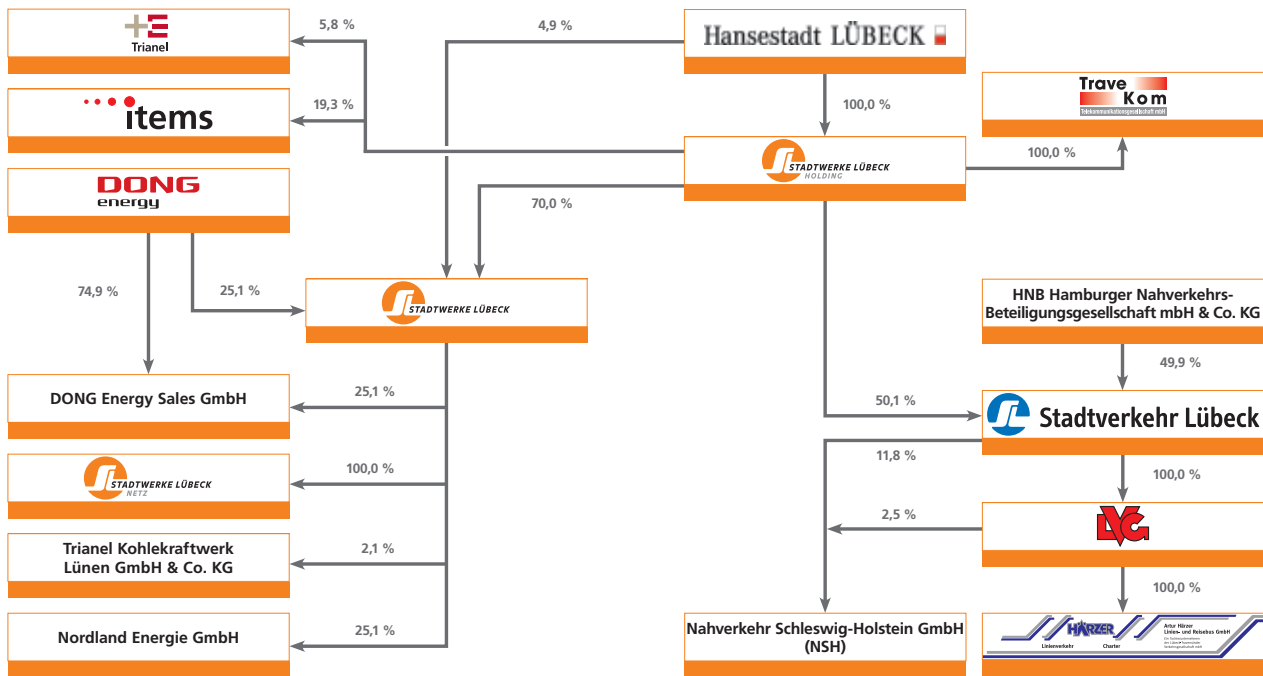 Trianel
5,8 %
4,9 %
Hansestadt LÜBECK
items
19,3 %
100,0 %
Trave
Kom
Telekommunikationsgesellschaft mbH
STADTWERKE LÜBECK
HOLDING
100,0 %
DONG
energy
70,0 %
74,9 %
25,1 %
STADTWERKE LÜBECK
HNB Hamburger Nahverkehrs-
Beteiligungsgesellschaft mbH & Co. KG
49,9 %
DONG Energy Sales GmbH
25,1 %
50,1 %
Stadtverkehr Lübeck
11,8 %
STADTWERKE LÜBECK
NETZ
100,0 %
100,0 %
2,5 %
LVG
Trianel Kohlekraftwerk
Lünen GmbH & Co. KG
2,1 %
100,0 %
Nordland Energie GmbH
25,1 %
Nahverkehr Schleswig-Holstein GmbH
(NSH)
HÄRZER
Linienverkehr
Charter
Artur Härzer
Linien- und Reisebus GmbH